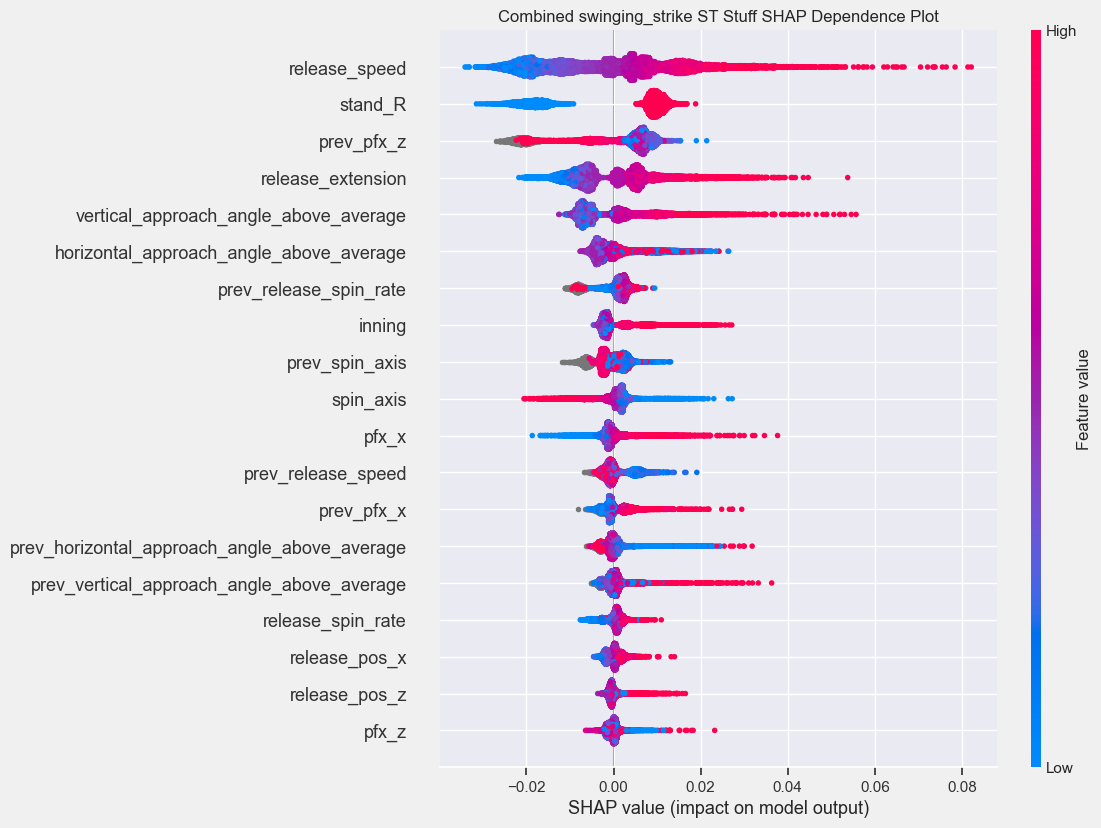 Combined swinging_strike ST Stuff SHAP Dependence Plot
High
release_speed
stand_R
prev_pfx_z
release_extension
vertical_approach_angle_above_average
horizontal_approach_angle_above_average
prev_release_spin_rate
inning
prev_spin_axis
spin_axis
pfx_x
prev_release_speed
prev_pfx_x
prev_horizontal_approach_angle_above_average
prev_vertical_approach_angle_above_average
release_spin_rate
release_pos_x
release_pos_z
pfx_z
Feature value
Low
−0.02 0.00 0.02 0.04 0.06 0.08
SHAP value (impact on model output)